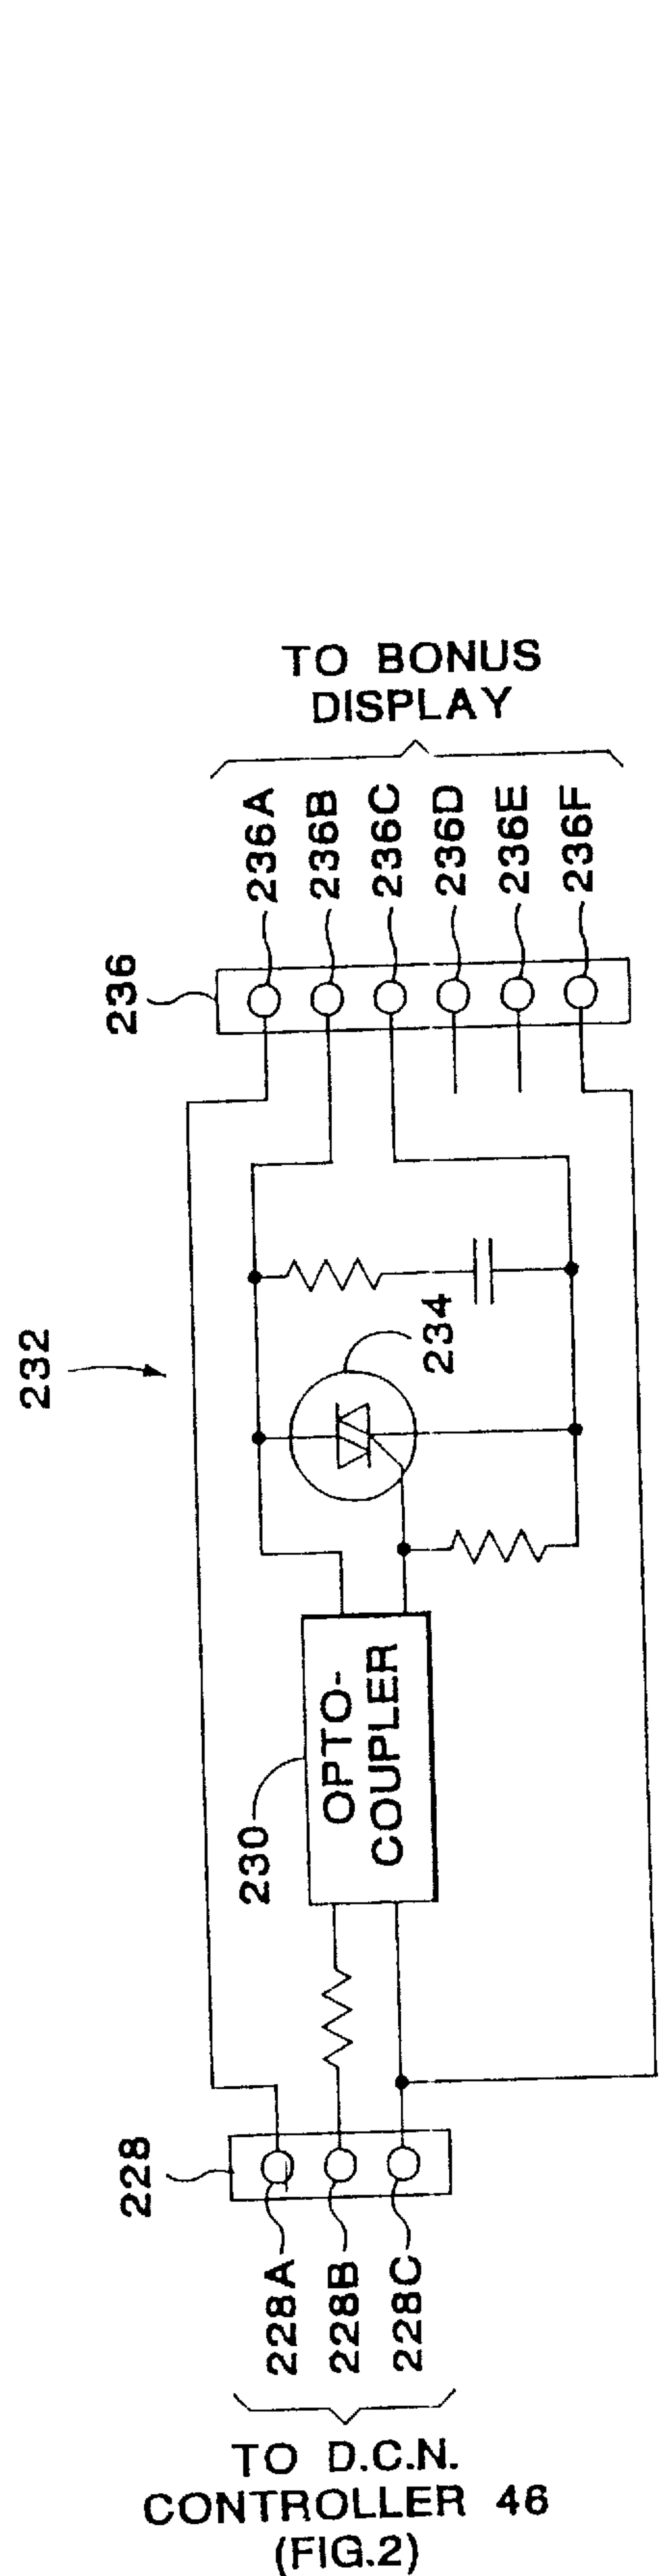 TO BONUS
DISPLAY
236A
236B
236C
236D
236E
236F
236
232
234
OPTO-
COUPLER
230
228
228A
228B
228C
TO D.C.N.
CONTROLLER 46
(FIG.2)